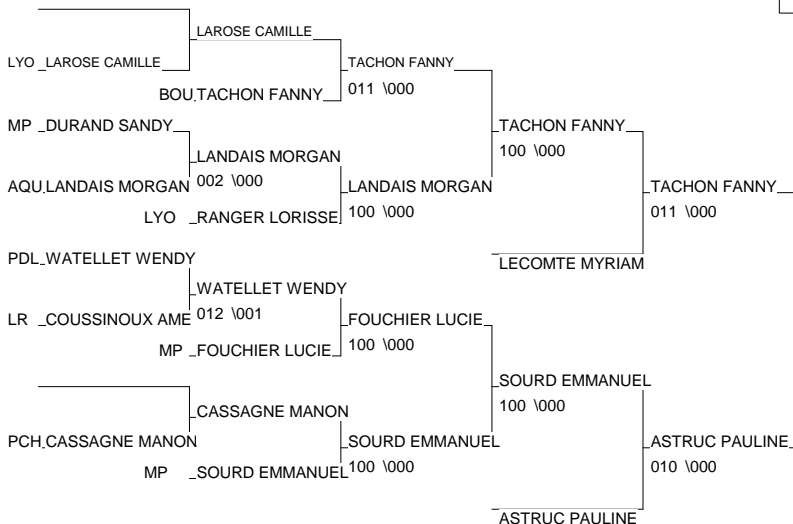 LAROSE CAMILLE
LYO LAROSE CAMILLE TACHON FANNY
BOU TACHON FANNY 011 \000
MP DURAND SANDY TACHON FANNY
100 \000
LANDAIS MORGAN
002 \000
AQU LANDAIS MORGAN LANDAIS MORGAN TACHON FANNY
LYO RANGER LORISSE 100 \000 011 \000
PDL WATELLET WENDY LECOMTE MYRIAM
WATELLET WENDY
012 \001
LR COUSSINOUX AME FOUCHIER LUCIE
MP FOUCHIER LUCIE 100 \000
SOURD EMMANUEL
100 \000
CASSAGNE MANON
PCH CASSAGNE MANON SOURD EMMANUEL ASTRUC PAULINE
MP SOURD EMMANUEL 100 \000 010 \000
ASTRUC PAULINE